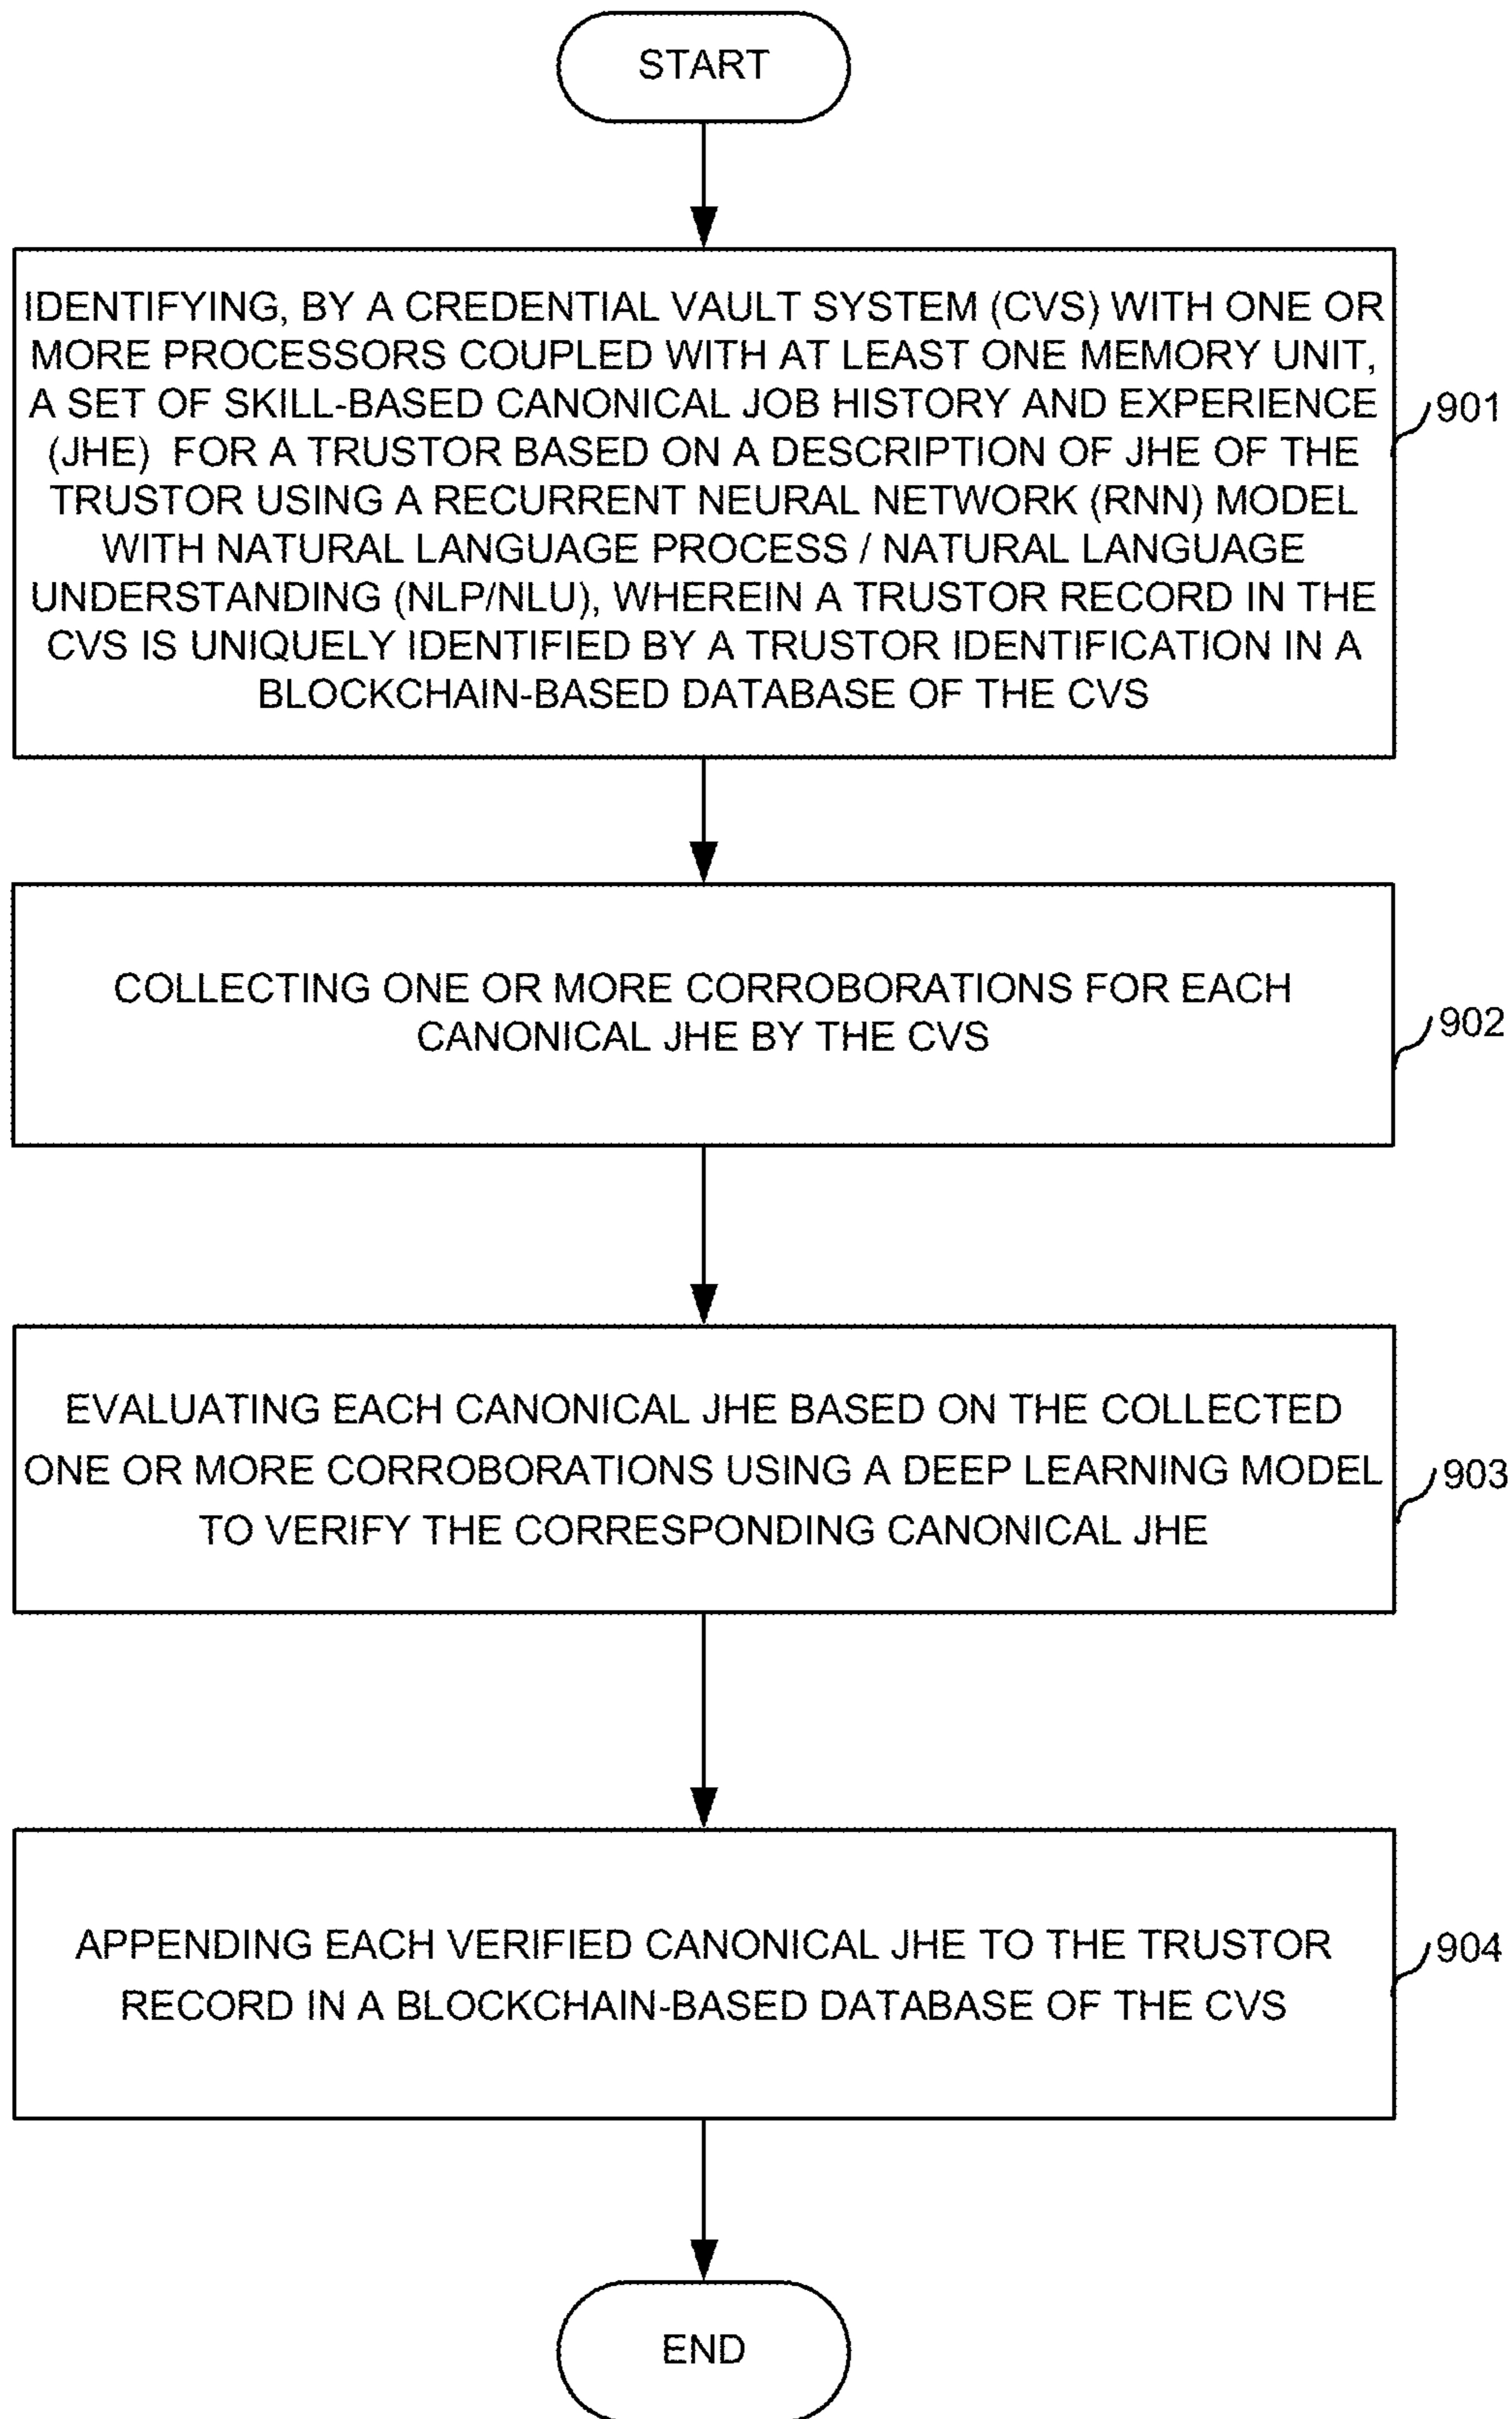 START
IDENTIFYING, BY A CREDENTIAL VAULT SYSTEM (CVS) WITH ONE OR
MORE PROCESSORS COUPLED WITH AT LEAST ONE MEMORY UNIT,
A SET OF SKILL-BASED CANONICAL JOB HISTORY AND EXPERIENCE
(JHE) FOR A TRUSTOR BASED ON A DESCRIPTION OF JHE OF THE
TRUSTOR USING A RECURRENT NEURAL NETWORK (RNN) MODEL
WITH NATURAL LANGUAGE PROCESS / NATURAL LANGUAGE
UNDERSTANDING (NLP/NLU), WHEREIN A TRUSTOR RECORD IN THE
CVS IS UNIQUELY IDENTIFIED BY A TRUSTOR IDENTIFICATION IN A
BLOCKCHAIN-BASED DATABASE OF THE CVS
901
COLLECTING ONE OR MORE CORROBORATIONS FOR EACH
CANONICAL JHE BY THE CVS
902
EVALUATING EACH CANONICAL JHE BASED ON THE COLLECTED
ONE OR MORE CORROBORATIONS USING A DEEP LEARNING MODEL
TO VERIFY THE CORRESPONDING CANONICAL JHE
903
APPENDING EACH VERIFIED CANONICAL JHE TO THE TRUSTOR
RECORD IN A BLOCKCHAIN-BASED DATABASE OF THE CVS
904
END